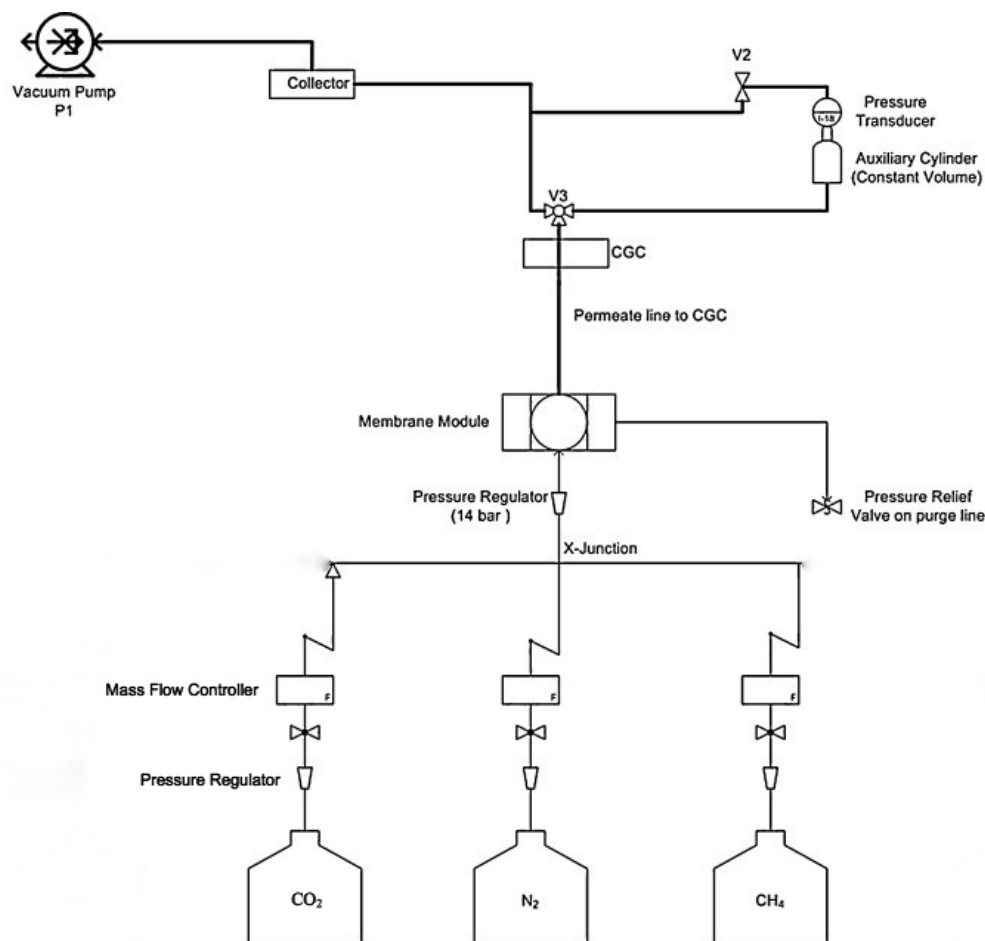 Vacuum Pump
P1
Collector
V2
I-18
Pressure
Transducer
Auxiliary Cylinder
(Constant Volume)
V3
CGC
Permeate line to CGC
Membrane Module
Pressure Regulator
(14 bar )
Pressure Relief
Valve on purge line
X-Junction
Mass Flow Controller
F
F
F
Pressure Regulator
CO2
N2
CH4